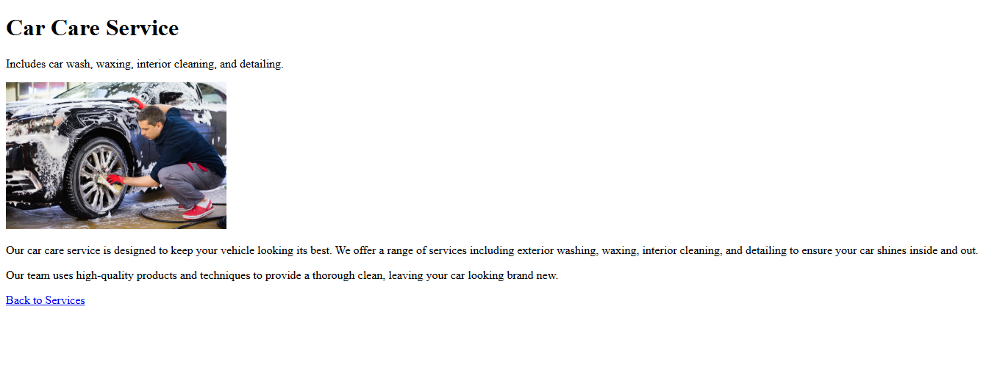 Car Care Service
Includes car wash, waxing, interior cleaning, and detailing.
Our car care service is designed to keep your vehicle looking its best. We offer a range of services including exterior washing, waxing, interior cleaning, and detailing to ensure your car shines inside and out.
Our team uses high-quality products and techniques to provide a thorough clean, leaving your car looking brand new.
Back to Services